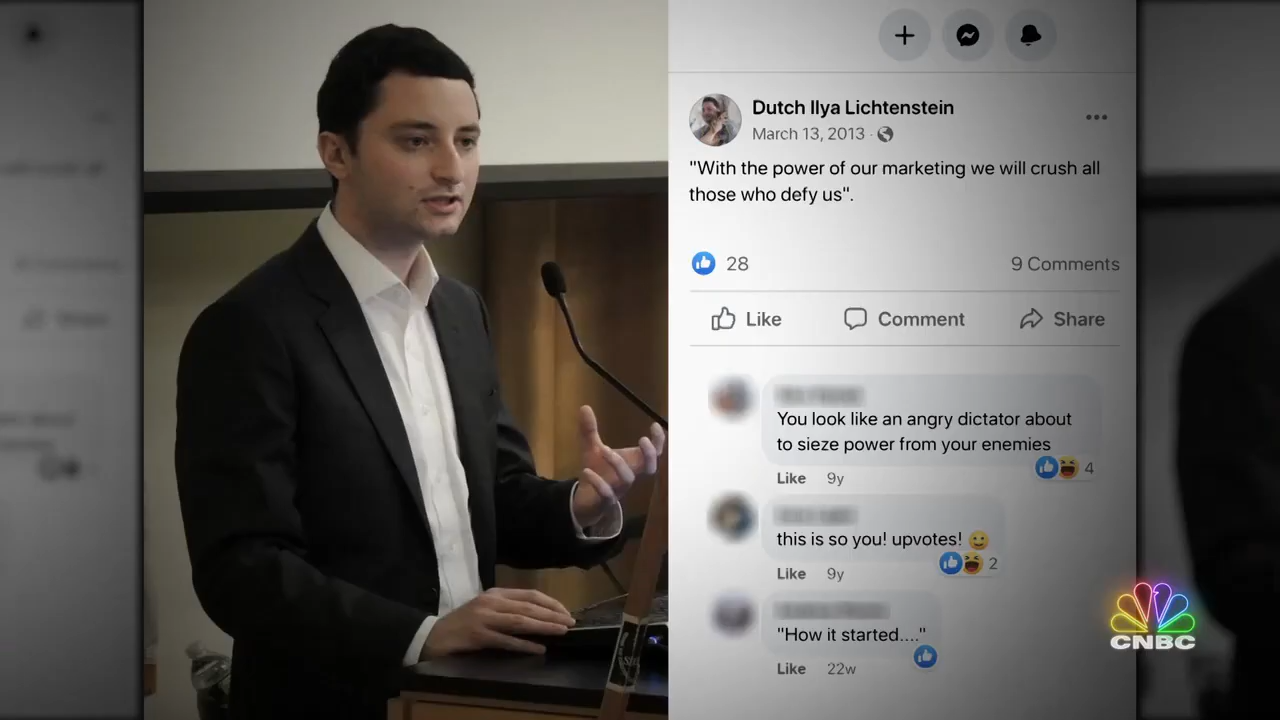 Dutch Ilya Lichtenstein
March 13, 2013 ·
"With the power of our marketing we will crush all
those who defy us".
28
9 Comments
Like
Comment
Share
You look like an angry dictator about
to sieze power from your enemies
Like 9y
4
this is so you! upvotes!
Like 9y
2
"How it started...."
Like 22w
CNBC